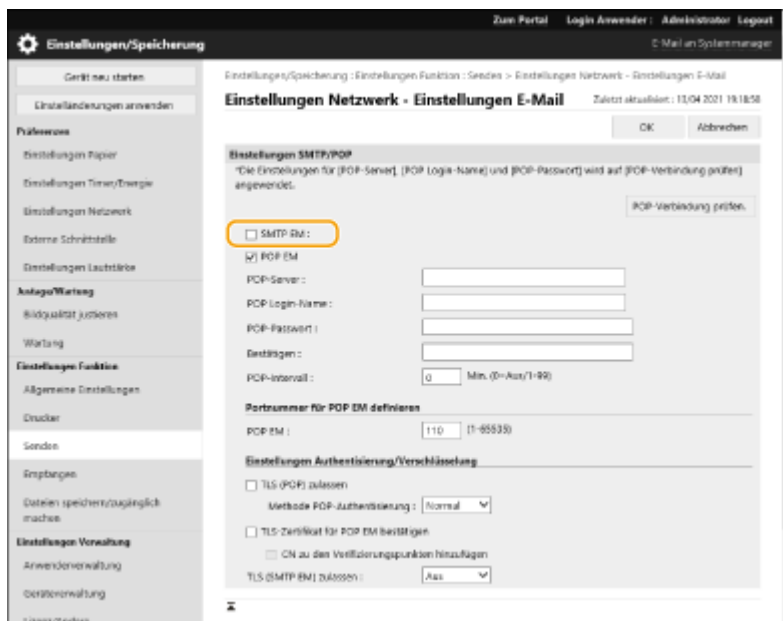 Zum Portal Login Anwender : Administrator Logout
Einstellungen/Speicherung
E-Mail an Systemmanager
Gerät neu starten
Einstelländerungen anwenden
Präferenzen
Einstellungen Papier
Einstellungen Timer/Energie
Einstellungen Netzwerk
Externe Schnittstelle
Einstellungen Lautstärke
Justage/Wartung
Bildqualität justieren
Wartung
Einstellungen Funktion
Allgemeine Einstellungen
Drucker
Senden
Empfangen
Dateien speichern/zugänglich
machen
Einstellungen Verwaltung
Anwenderverwaltung
Geräteverwaltung
Einstellungen/Speicherung : Einstellungen Funktion : Senden > Einstellungen Netzwerk - Einstellungen E-Mail
Einstellungen Netzwerk - Einstellungen E-Mail
Zuletzt aktualisiert : 13/04 2021 19:18:58
OK
Abbrechen
Einstellungen SMTP/POP
*Die Einstellungen für [POP-Server], [POP Login-Name] und [POP-Passwort] wird auf [POP-Verbindung prüfen]
angewendet.
POP-Verbindung prüfen.
SMTP EM :
POP EM
POP-Server :
POP Login-Name :
POP-Passwort :
Bestätigen :
POP-Intervall : 0 Min. (0=Aus/1-99)
Portnummer für POP EM definieren
POP EM : 110 (1-65535)
Einstellungen Authentisierung/Verschlüsselung
TLS (POP) zulassen
Methode POP-Authentisierung : Normal
TLS-Zertifikat für POP EM bestätigen
CN zu den Verifizierungspunkten hinzufügen
TLS (SMTP EM) zulassen : Aus